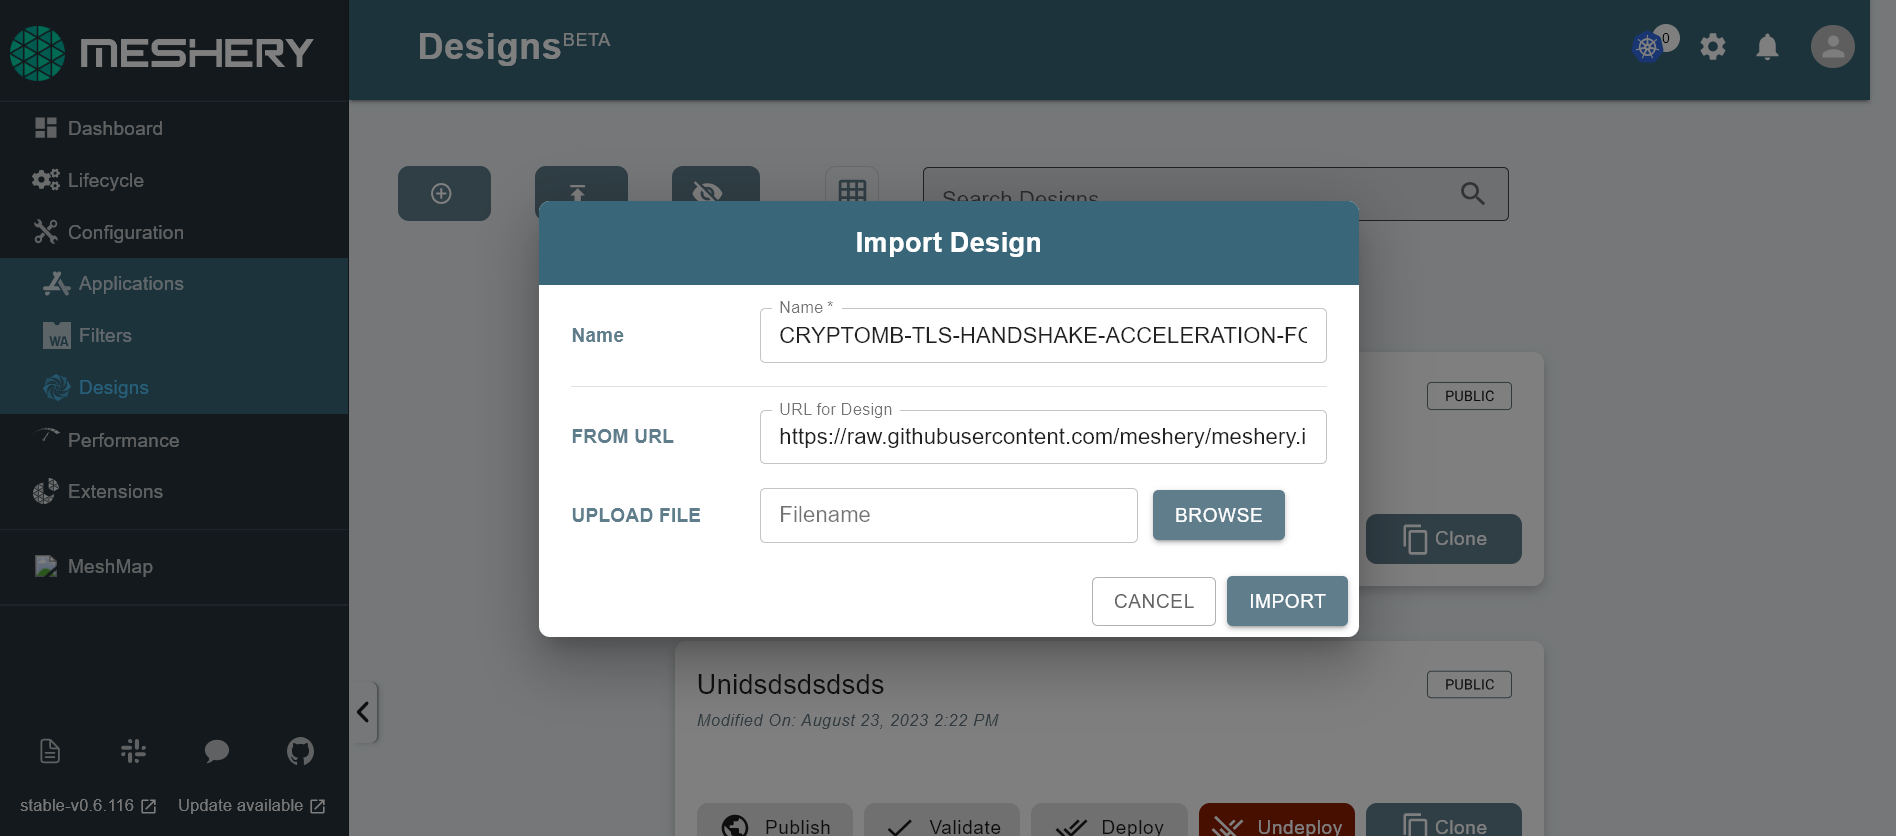 MESHERY
Dashboard
Lifecycle
Configuration
Applications
WA
Filters
Designs
Performance
Extensions
MeshMap
stable-v0.6.116
Update available
Designs BETA
0
Search Designs
Import Design
Name
Name *
CRYPTOMB-TLS-HANDSHAKE-ACCELERATION-FO
FROM URL
URL for Design
https://raw.githubusercontent.com/meshery/meshery.i
UPLOAD FILE
Filename
BROWSE
CANCEL
IMPORT
PUBLIC
Clone
Unidsdsdsdsds
PUBLIC
Modified On: August 23, 2023 2:22 PM
Publish
Validate
Deploy
Undeploy
Clone